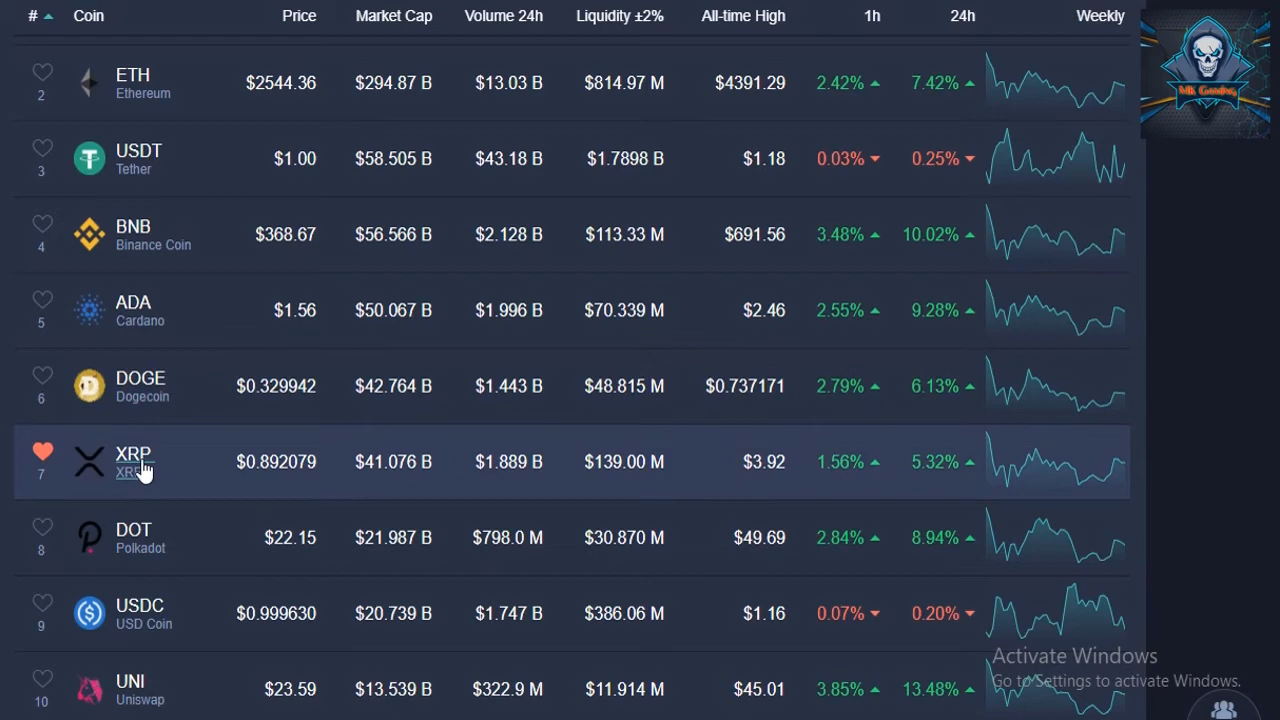 # Coin Price Market Cap Volume 24h Liquidity ±2% All-time High 1h 24h Weekly
MK Gaming
2 ETH Ethereum $2544.36 $294.87 B $13.03 B $814.97 M $4391.29 2.42% 7.42%
3 USDT Tether $1.00 $58.505 B $43.18 B $1.7898 B $1.18 0.03% 0.25%
4 BNB Binance Coin $368.67 $56.566 B $2.128 B $113.33 M $691.56 3.48% 10.02%
5 ADA Cardano $1.56 $50.067 B $1.996 B $70.339 M $2.46 2.55% 9.28%
6 DOGE Dogecoin $0.329942 $42.764 B $1.443 B $48.815 M $0.737171 2.79% 6.13%
7 XRP XRP $0.892079 $41.076 B $1.889 B $139.00 M $3.92 1.56% 5.32%
8 DOT Polkadot $22.15 $21.987 B $798.0 M $30.870 M $49.69 2.84% 8.94%
9 USDC USD Coin $0.999630 $20.739 B $1.747 B $386.06 M $1.16 0.07% 0.20%
10 UNI Uniswap $23.59 $13.539 B $322.9 M $11.914 M $45.01 3.85% 13.48%
Activate Windows
Go to Settings to activate Windows.